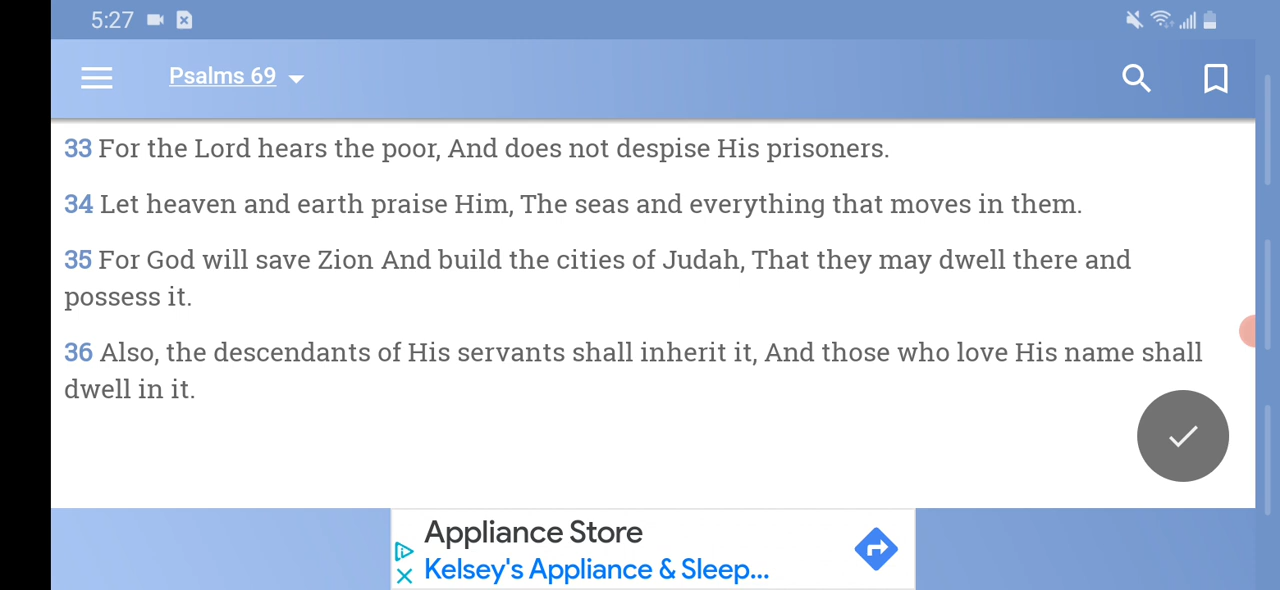 5:27
Psalms 69
33 For the Lord hears the poor, And does not despise His prisoners.
34 Let heaven and earth praise Him, The seas and everything that moves in them.
35 For God will save Zion And build the cities of Judah, That they may dwell there and
possess it.
36 Also, the descendants of His servants shall inherit it, And those who love His name shall
dwell in it.
Appliance Store
Kelsey's Appliance & Sleep...